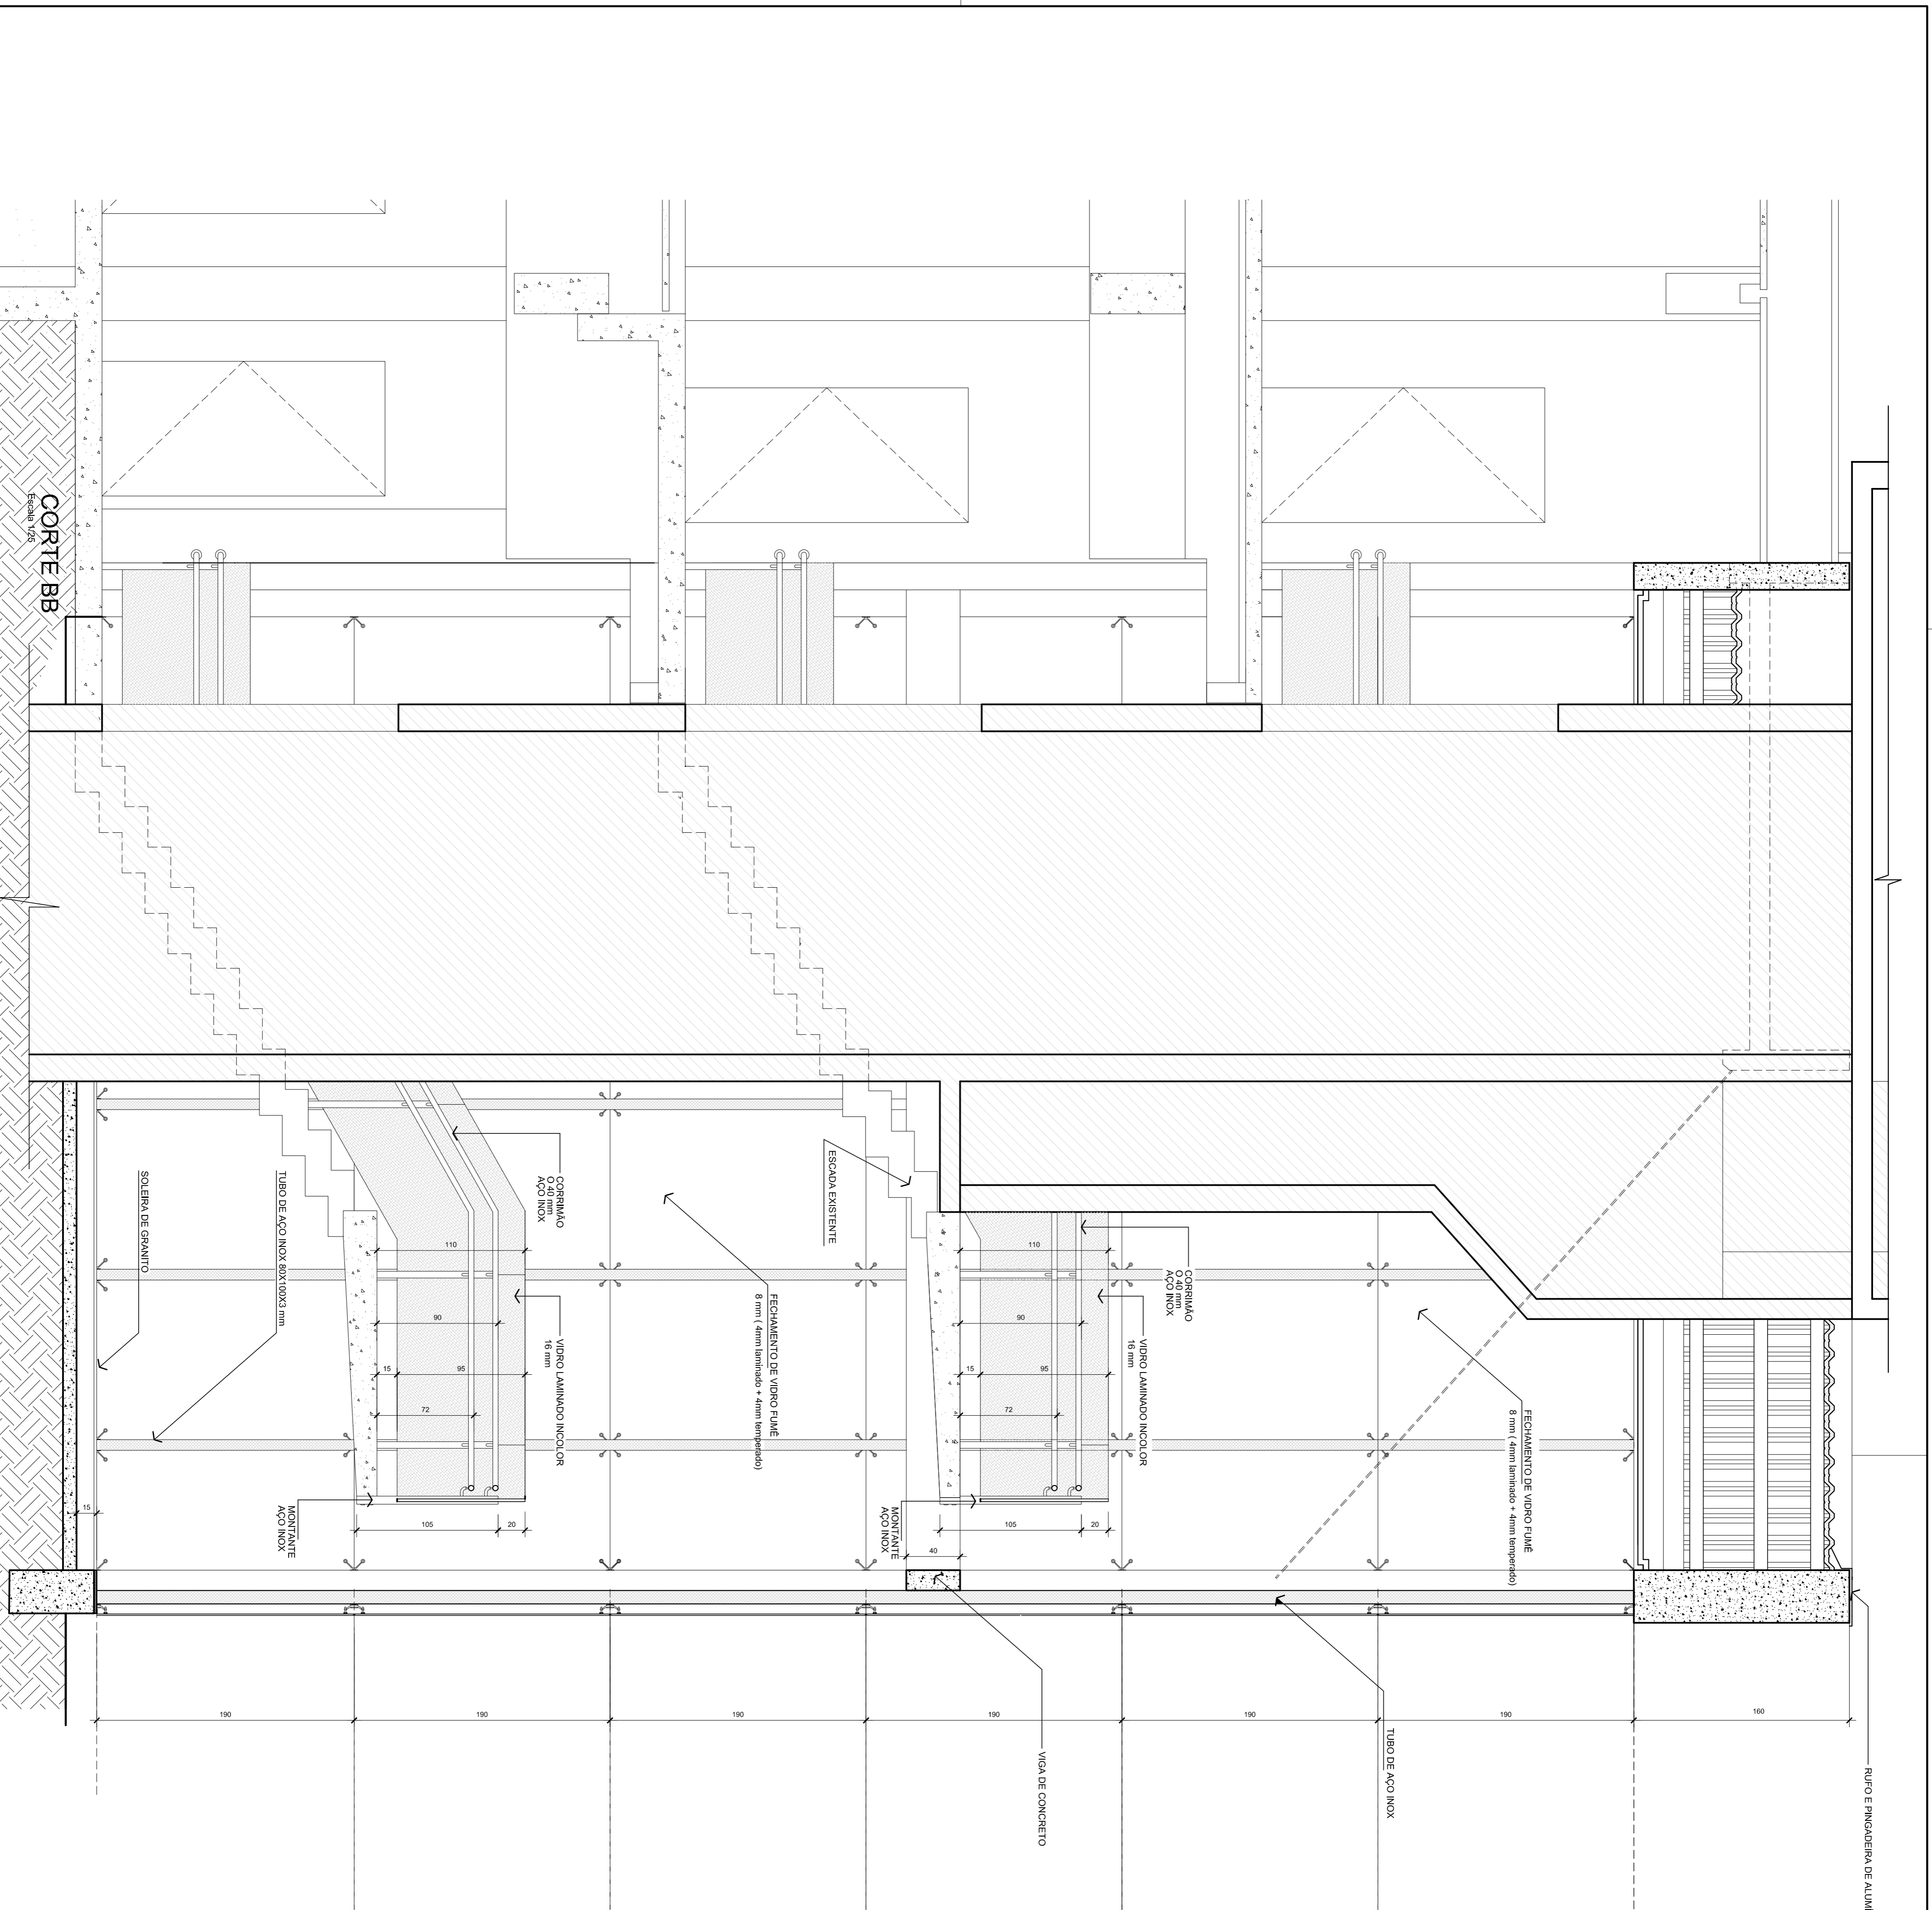 RUFO E PINGADEIRA DE ALUMÍ
160
190
190
190
190
190
190
TUBO DE AÇO INOX
VIGA DE CONCRETO
FECHAMENTO DE VIDRO FUMÊ
8 mm ( 4mm laminado + 4mm temperado)
CORRIMÃO
O 40 mm
AÇO INOX
VIDRO LAMINADO INCOLOR
16 mm
110
90
15
95
72
105
20
40
MONTANTE
AÇO INOX
ESCADA EXISTENTE
FECHAMENTO DE VIDRO FUMÊ
8 mm ( 4mm laminado + 4mm temperado)
CORRIMÃO
O 40 mm
AÇO INOX
VIDRO LAMINADO INCOLOR
16 mm
110
90
15
95
72
105
20
MONTANTE
AÇO INOX
TUBO DE AÇO INOX 80X100X3 mm
SOLEIRA DE GRANITO
15
CORTE BB
Escala 1/25